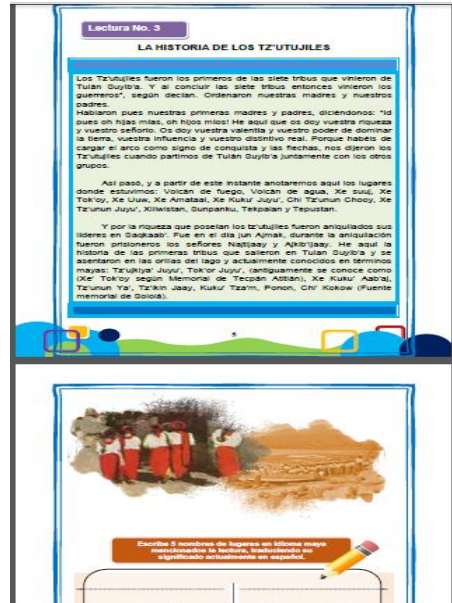 Lectura No. 3
LA HISTORIA DE LOS TZ'UTUJILES
Los Tz'utujiles fueron los primeros de las siete tribus que vinieron de
Tulán Suyib'a. Y al concluir las siete tribus entonces vinieron los
guerreros", según decían. Ordenaron nuestras madres y nuestros
padres.
Hablaron pues nuestras primeras madres y padres, diciéndonos: "Id
pues oh hijas mías, oh hijos míos! He aquí que os doy vuestra riqueza
y vuestro señorío. Os doy vuestra valentía y vuestro poder de dominar
la tierra, vuestra influencia y vuestro distintivo real. Porque habéis de
cargar el arco como signo de conquista y las flechas, nos dijeron los
Tz'utujiles cuando partimos de Tulán Suyib'a juntamente con los otros
grupos.
Así pasó, y a partir de este instante anotaremos aquí los lugares
donde estuvimos: Volcán de fuego, Volcán de agua, Xe suuj, Xe
Tok'oy, Xe Uuw, Xe Amataal, Xe Kuku' Juyu', Chi Tz'unun Chooy, Xe
Tz'unun Juyu', Xiliwistan, Sunpanku, Tekpalan y Tepustan.
Y por la riqueza que poseían los tz'utujiles fueron aniquilados sus
líderes en Saqkaab'. Fue en el día jun Ajmak, durante la aniquilación
fueron prisioneros los señores Najtijaay y Ajkib'ijaay. He aquí la
historia de las primeras tribus que salieron en Tulan Suyib'a y se
asentaron en las orillas del lago y actualmente conocidos en términos
mayas: Tz'ujkiya' Juyu', Tok'or Juyu', (antiguamente se conoce como
(Xe' Tok'oy según Memorial de Tecpán Atitlán), Xe Kuku' Aab'aj,
Tz'unun Ya', Tz'ikin Jaay, Kuku' Tza'm, Ponon, Chi' Kokow (Fuente
memorial de Sololá).
Escribe 5 nombres de lugares en idioma maya
mencionados la lectura, traduciendo su
significado actualmente en español.